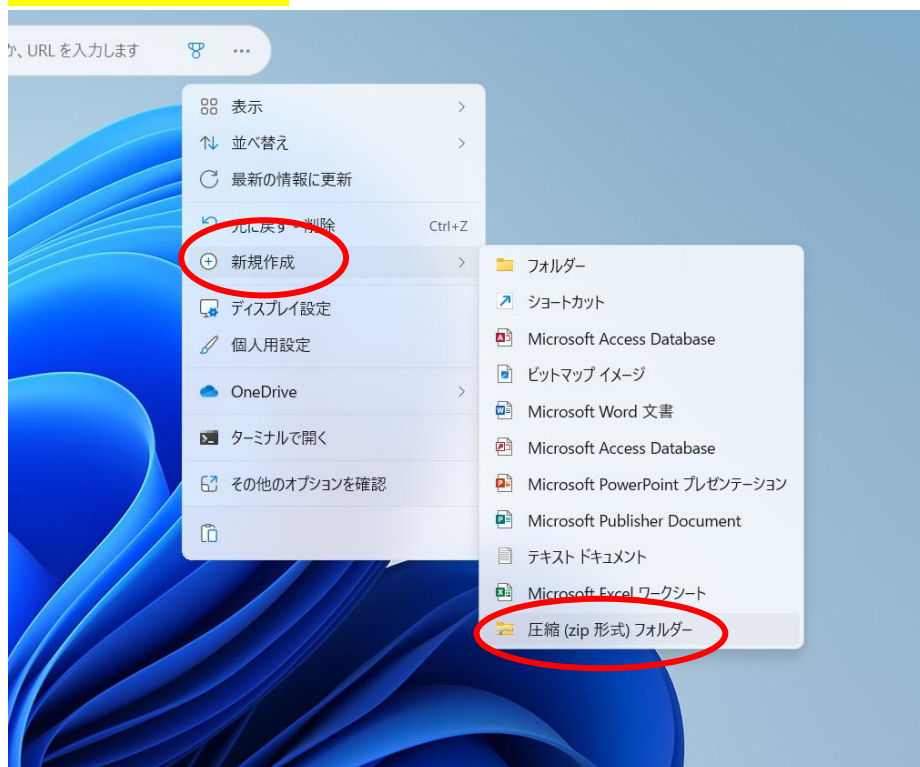 か、URL を入力します
表示
並べ替え
最新の情報に更新
元に戻す - 削除 Ctrl+Z
新規作成
ディスプレイ設定
個人用設定
OneDrive
ターミナルで開く
その他のオプションを確認
フォルダー
ショートカット
Microsoft Access Database
ビットマップ イメージ
Microsoft Word 文書
Microsoft Access Database
Microsoft PowerPoint プレゼンテーション
Microsoft Publisher Document
テキスト ドキュメント
Microsoft Excel ワークシート
圧縮 (zip 形式) フォルダー